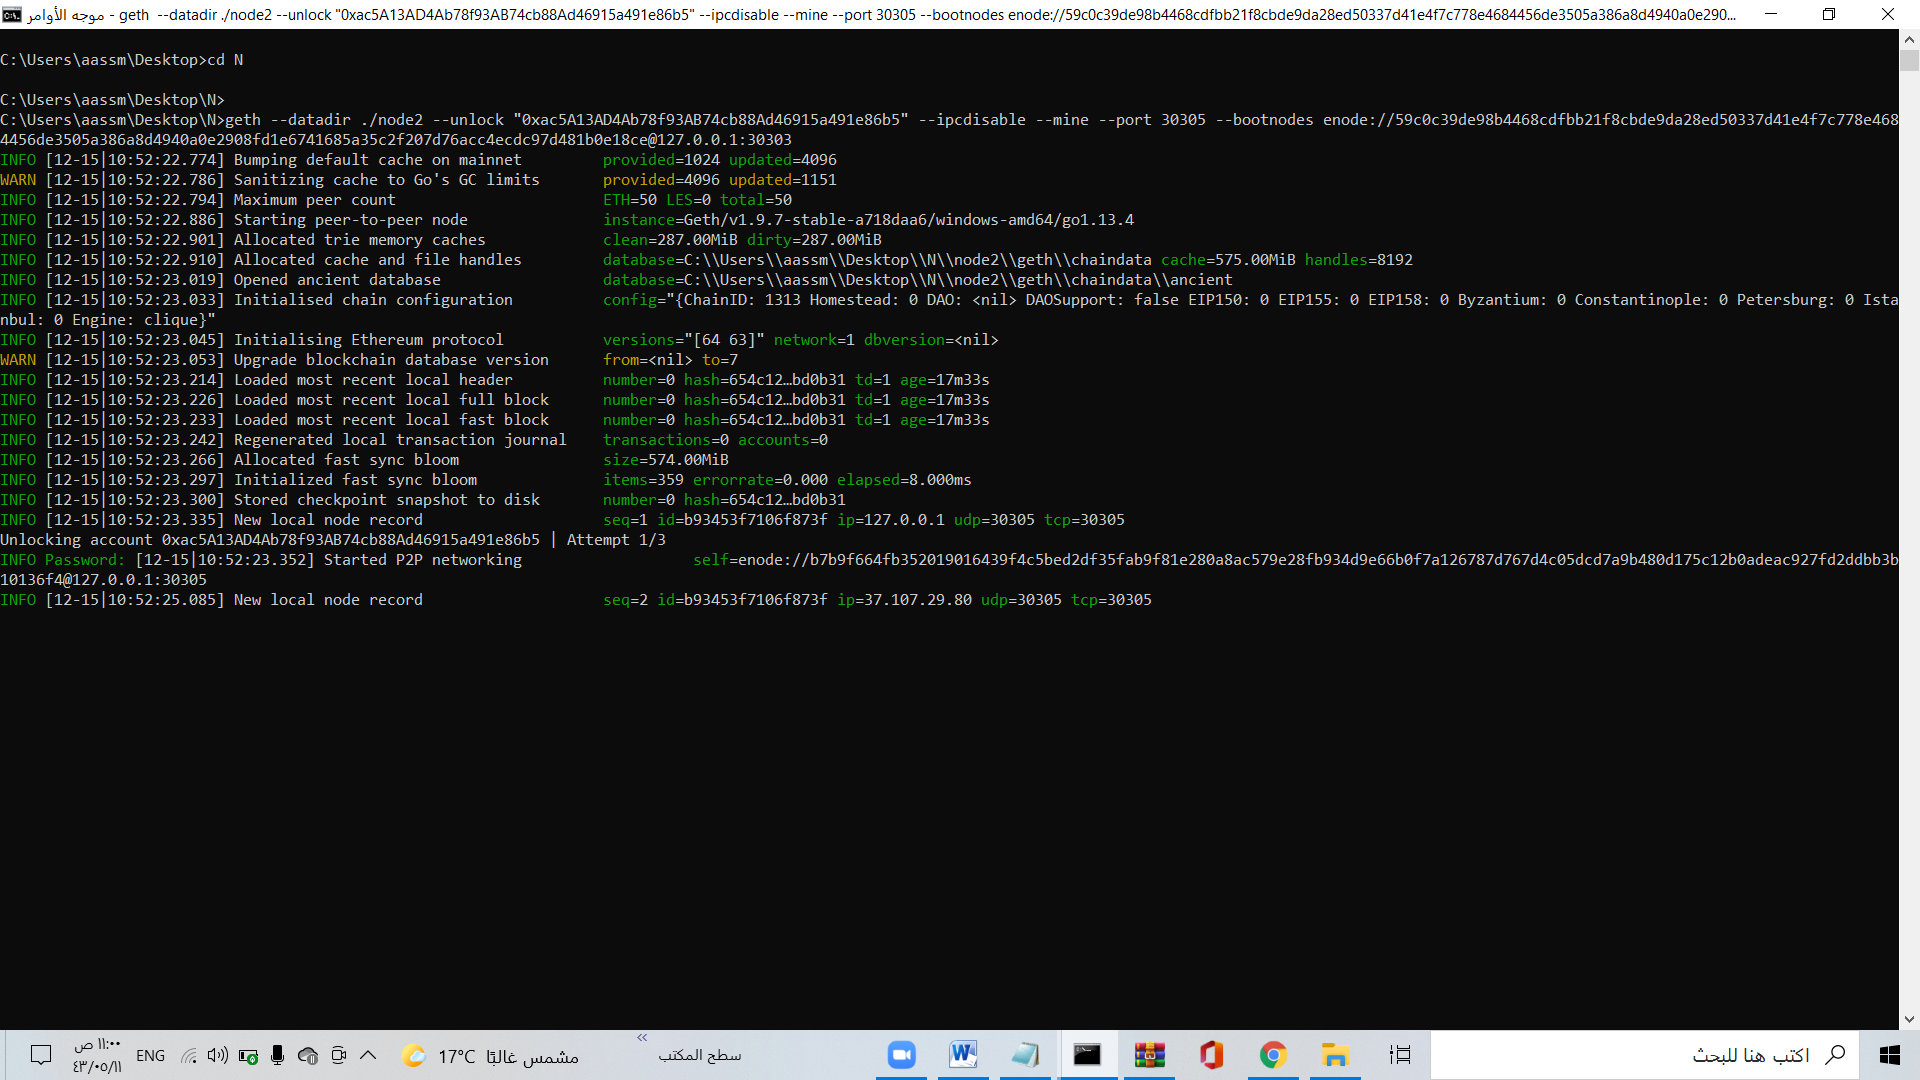 موجه الأوامر - geth  --datadir ./node2 --unlock "0xac5A13AD4Ab78f93AB74cb88Ad46915a491e86b5" --ipcdisable --mine --port 30305 --bootnodes enode://59c0c39de98b4468cdfbb21f8cbde9da28ed50337d41e4f7c778e4684456de3505a386a8d4940a0e290...
C:\Users\aassm\Desktop>cd N
C:\Users\aassm\Desktop\N>
C:\Users\aassm\Desktop\N>geth --datadir ./node2 --unlock "0xac5A13AD4Ab78f93AB74cb88Ad46915a491e86b5" --ipcdisable --mine --port 30305 --bootnodes enode://59c0c39de98b4468cdfbb21f8cbde9da28ed50337d41e4f7c778e468
4456de3505a386a8d4940a0e2908fd1e6741685a35c2f207d76acc4ecdc97d481b0e18ce@127.0.0.1:30303
INFO [12-15|10:52:22.774] Bumping default cache on mainnet         provided=1024 updated=4096
WARN [12-15|10:52:22.786] Sanitizing cache to Go's GC limits       provided=4096 updated=1151
INFO [12-15|10:52:22.794] Maximum peer count                       ETH=50 LES=0 total=50
INFO [12-15|10:52:22.886] Starting peer-to-peer node               instance=Geth/v1.9.7-stable-a718daa6/windows-amd64/go1.13.4
INFO [12-15|10:52:22.901] Allocated trie memory caches             clean=287.00MiB dirty=287.00MiB
INFO [12-15|10:52:22.910] Allocated cache and file handles         database=C:\\Users\\aassm\\Desktop\\N\\node2\\geth\\chaindata cache=575.00MiB handles=8192
INFO [12-15|10:52:23.019] Opened ancient database                  database=C:\\Users\\aassm\\Desktop\\N\\node2\\geth\\chaindata\\ancient
INFO [12-15|10:52:23.033] Initialised chain configuration          config="{ChainID: 1313 Homestead: 0 DAO: <nil> DAOSupport: false EIP150: 0 EIP155: 0 EIP158: 0 Byzantium: 0 Constantinople: 0 Petersburg: 0 Ista
nbul: 0 Engine: clique}"
INFO [12-15|10:52:23.045] Initialising Ethereum protocol           versions="[64 63]" network=1 dbversion=<nil>
WARN [12-15|10:52:23.053] Upgrade blockchain database version      from=<nil> to=7
INFO [12-15|10:52:23.214] Loaded most recent local header          number=0 hash=654c12…bd0b31 td=1 age=17m33s
INFO [12-15|10:52:23.226] Loaded most recent local full block      number=0 hash=654c12…bd0b31 td=1 age=17m33s
INFO [12-15|10:52:23.233] Loaded most recent local fast block      number=0 hash=654c12…bd0b31 td=1 age=17m33s
INFO [12-15|10:52:23.242] Regenerated local transaction journal    transactions=0 accounts=0
INFO [12-15|10:52:23.266] Allocated fast sync bloom                size=574.00MiB
INFO [12-15|10:52:23.297] Initialized fast sync bloom              items=359 errorrate=0.000 elapsed=8.000ms
INFO [12-15|10:52:23.300] Stored checkpoint snapshot to disk       number=0 hash=654c12…bd0b31
INFO [12-15|10:52:23.335] New local node record                    seq=1 id=b93453f7106f873f ip=127.0.0.1 udp=30305 tcp=30305
Unlocking account 0xac5A13AD4Ab78f93AB74cb88Ad46915a491e86b5 | Attempt 1/3
INFO Password: [12-15|10:52:23.352] Started P2P networking                   self=enode://b7b9f664fb352019016439f4c5bed2df35fab9f81e280a8ac579e28fb934d9e66b0f7a126787d767d4c05dcd7a9b480d175c12b0adeac927fd2ddbb3b
10136f4@127.0.0.1:30305
INFO [12-15|10:52:25.085] New local node record                    seq=2 id=b93453f7106f873f ip=37.107.29.80 udp=30305 tcp=30305
اكتب هنا للبحث
سطح المكتب
17°C مشمس غالبًا
ENG
١١:٠٠ ص
٤٣/٠٥/١١